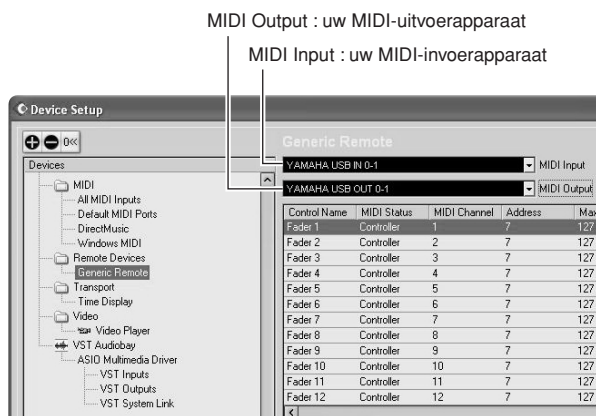 MIDI Output : uw MIDI-uitvoerapparaat
MIDI Input : uw MIDI-invoerapparaat
Device Setup
0«
Generic Remote
Devices
YAMAHA USB IN 0-1 MIDI Input
YAMAHA USB OUT 0-1 MIDI Output
MIDI
All MIDI Inputs
Default MIDI Ports
DirectMusic
Windows MIDI
Remote Devices
Generic Remote
Transport
Time Display
Video
Video Player
VST Audiobay
ASIO Multimedia Driver
VST Inputs
VST Outputs
VST System Link
Control Name MIDI Status MIDI Channel Address Max
Fader 1 Controller 1 7 127
Fader 2 Controller 2 7 127
Fader 3 Controller 3 7 127
Fader 4 Controller 4 7 127
Fader 5 Controller 5 7 127
Fader 6 Controller 6 7 127
Fader 7 Controller 7 7 127
Fader 8 Controller 8 7 127
Fader 9 Controller 9 7 127
Fader 10 Controller 10 7 127
Fader 11 Controller 11 7 127
Fader 12 Controller 12 7 127